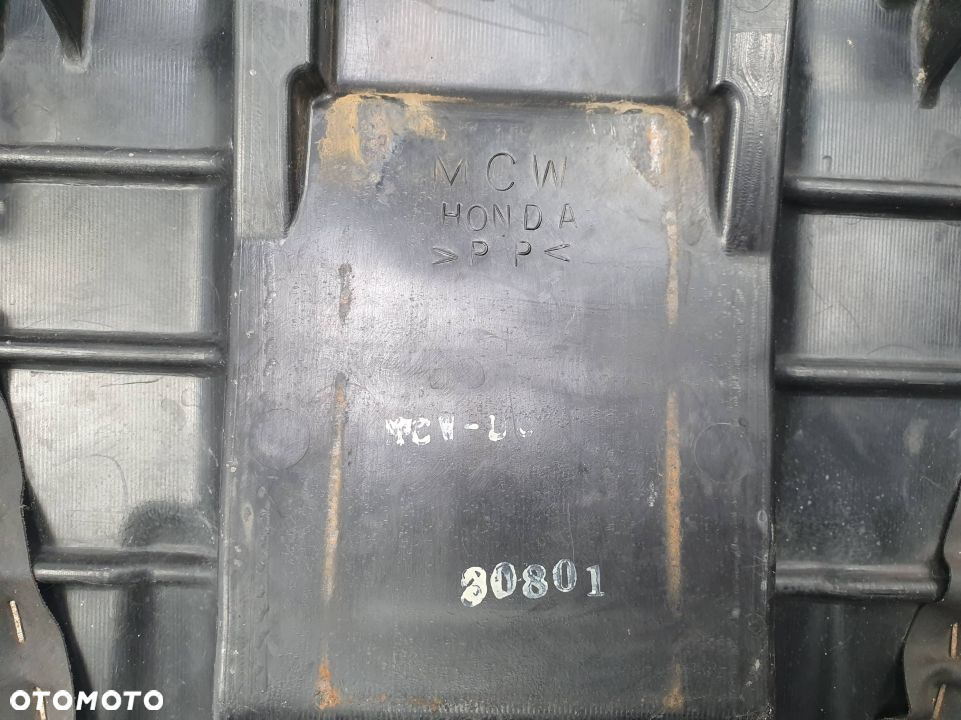 MCW
HONDA
>PP<
30801
OTOMOTO